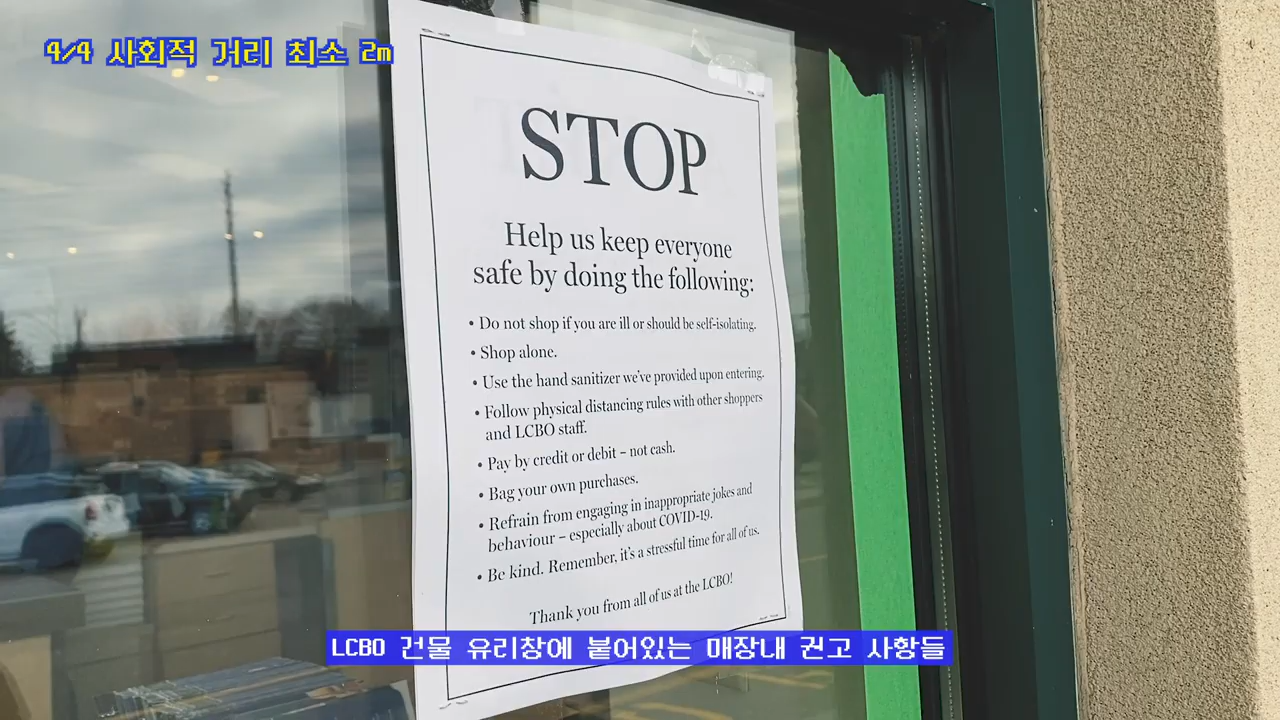 4/4 사회적 거리 최소 2m
STOP
Help us keep everyone
safe by doing the following:
• Do not shop if you are ill or should be self-isolating.
• Shop alone.
• Use the hand sanitizer we've provided upon entering.
• Follow physical distancing rules with other shoppers
and LCBO staff.
• Pay by credit or debit – not cash.
• Bag your own purchases.
• Refrain from engaging in inappropriate jokes and
behaviour – especially about COVID-19.
• Be kind. Remember, it's a stressful time for all of us.
Thank you from all of us at the LCBO!
LCBO 건물 유리창에 붙어있는 매장내 권고 사항들